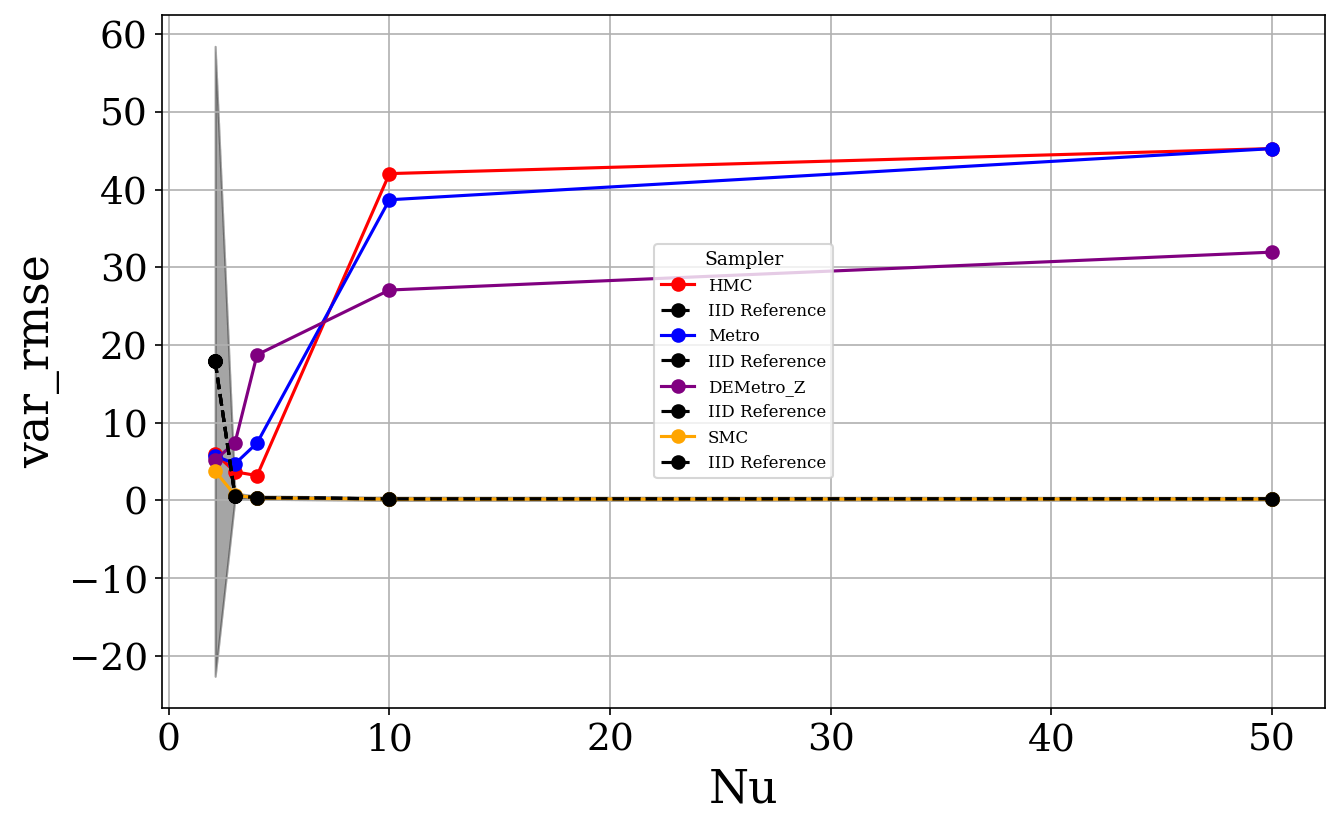 60
50
40
30
20
10
0
−10
−20
var_rmse
Sampler
HMC
IID Reference
Metro
IID Reference
DEMetro_Z
IID Reference
SMC
IID Reference
0 10 20 30 40 50
Nu